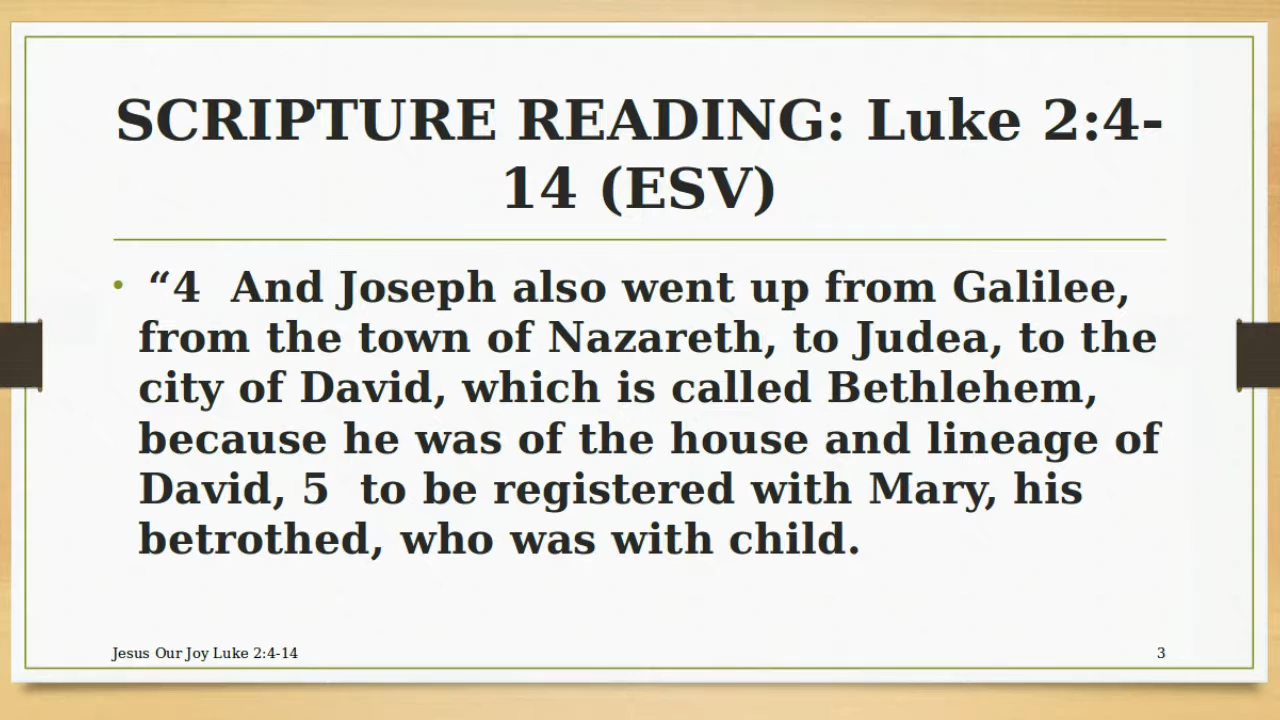 SCRIPTURE READING: Luke 2:4-
14 (ESV)
• “4  And Joseph also went up from Galilee,
from the town of Nazareth, to Judea, to the
city of David, which is called Bethlehem,
because he was of the house and lineage of
David, 5  to be registered with Mary, his
betrothed, who was with child.
Jesus Our Joy Luke 2:4-14
3